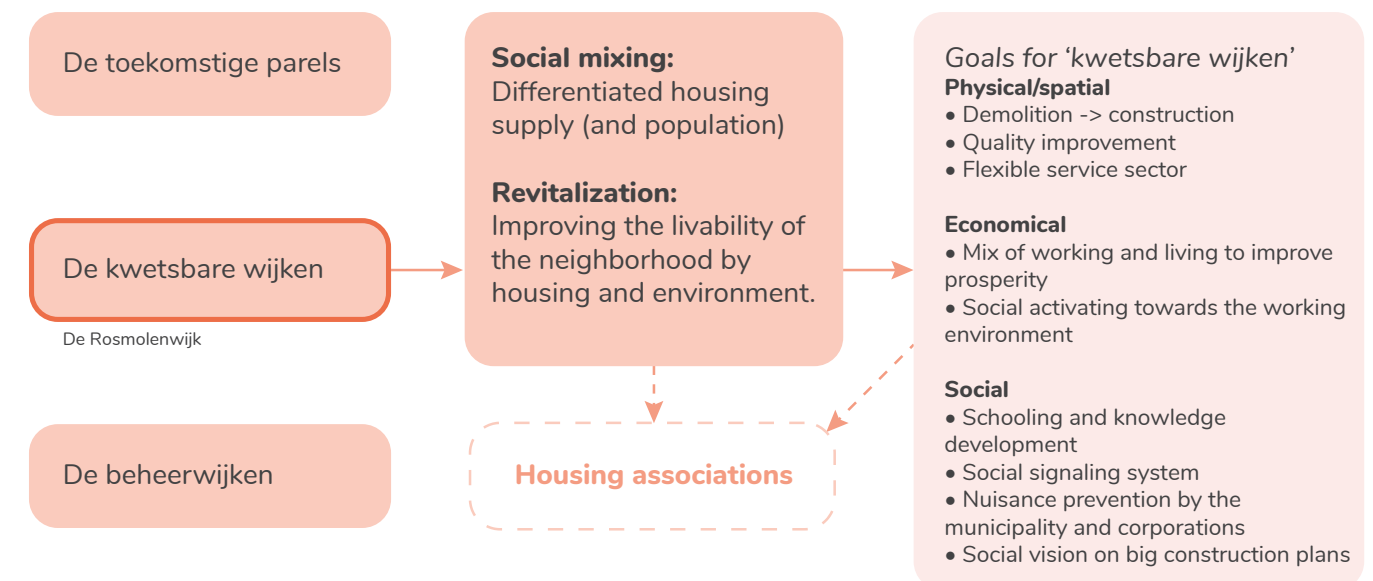 De toekomstige parels
De kwetsbare wijken
De Rosmolenwijk
De beheerwijken
Social mixing:
Differentiated housing
supply (and population)
Revitalization:
Improving the livability of
the neighborhood by
housing and environment.
Housing associations
Goals for ‘kwetsbare wijken’
Physical/spatial
• Demolition -> construction
• Quality improvement
• Flexible service sector
Economical
• Mix of working and living to improve
prosperity
• Social activating towards the working
environment
Social
• Schooling and knowledge
development
• Social signaling system
• Nuisance prevention by the
municipality and corporations
• Social vision on big construction plans